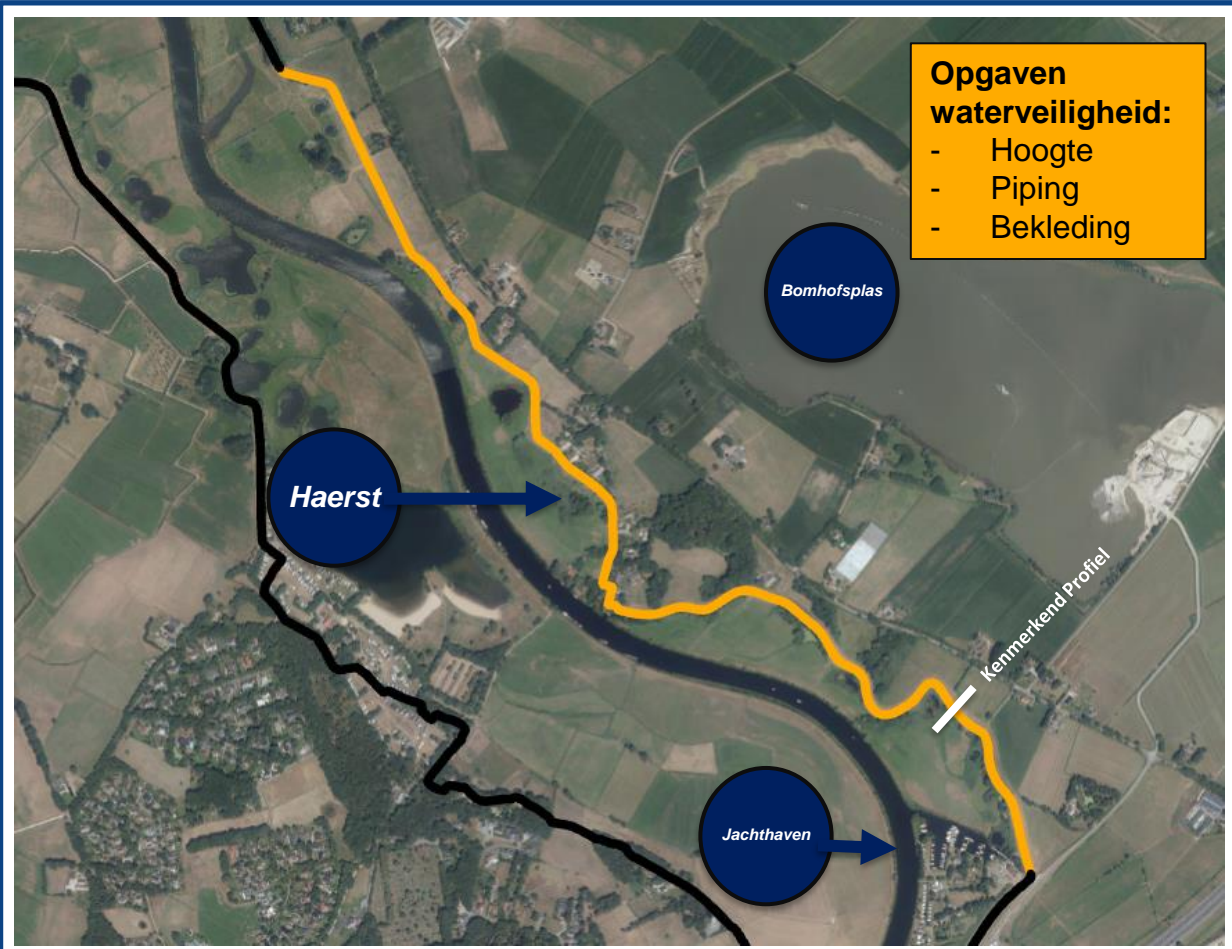 Opgaven
waterveiligheid:
- Hoogte
- Piping
- Bekleding
Bomhofsplas
Haerst
Kenmerkend Profiel
Jachthaven